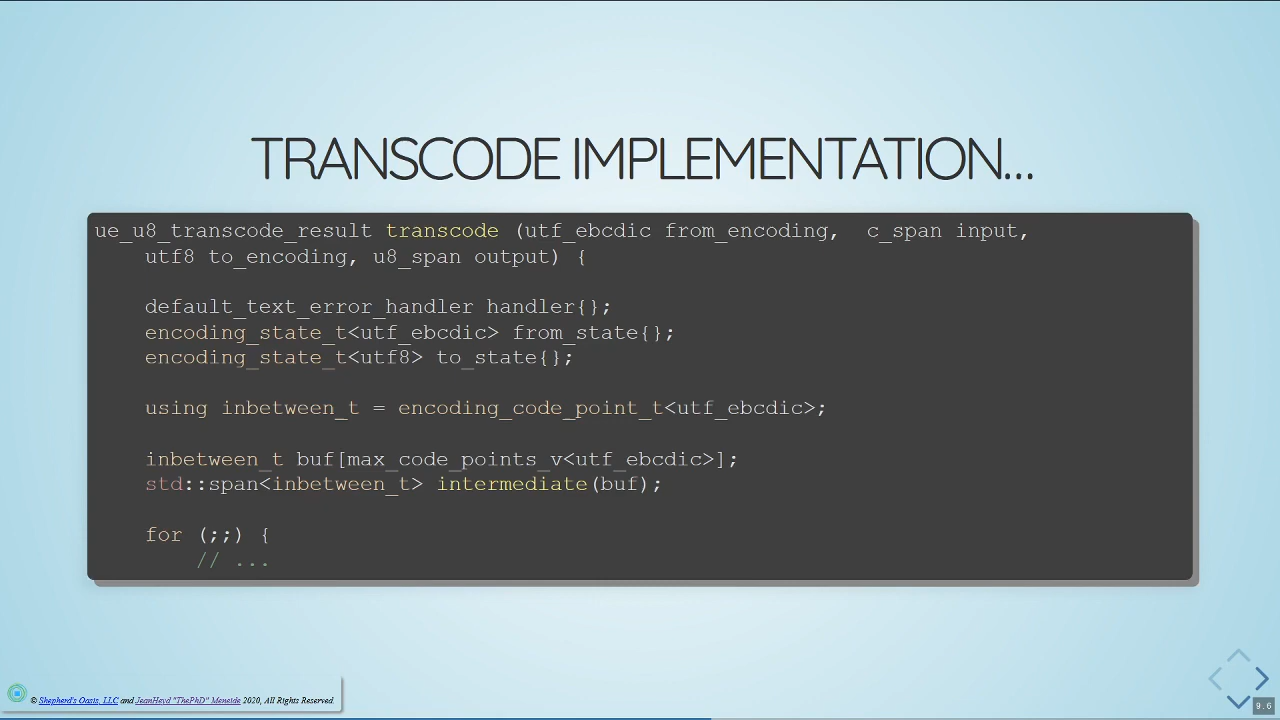 TRANSCODE IMPLEMENTATION...
ue_u8_transcode_result transcode (utf_ebcdic from_encoding,  c_span input,
    utf8 to_encoding, u8_span output) {
    default_text_error_handler handler{};
    encoding_state_t<utf_ebcdic> from_state{};
    encoding_state_t<utf8> to_state{};
    using inbetween_t = encoding_code_point_t<utf_ebcdic>;
    inbetween_t buf[max_code_points_v<utf_ebcdic>];
    std::span<inbetween_t> intermediate(buf);
    for (;;) {
        // ...
© Shepherd's Oasis, LLC and JeanHeyd "ThePhD" Meneide 2020, All Rights Reserved.
9.6